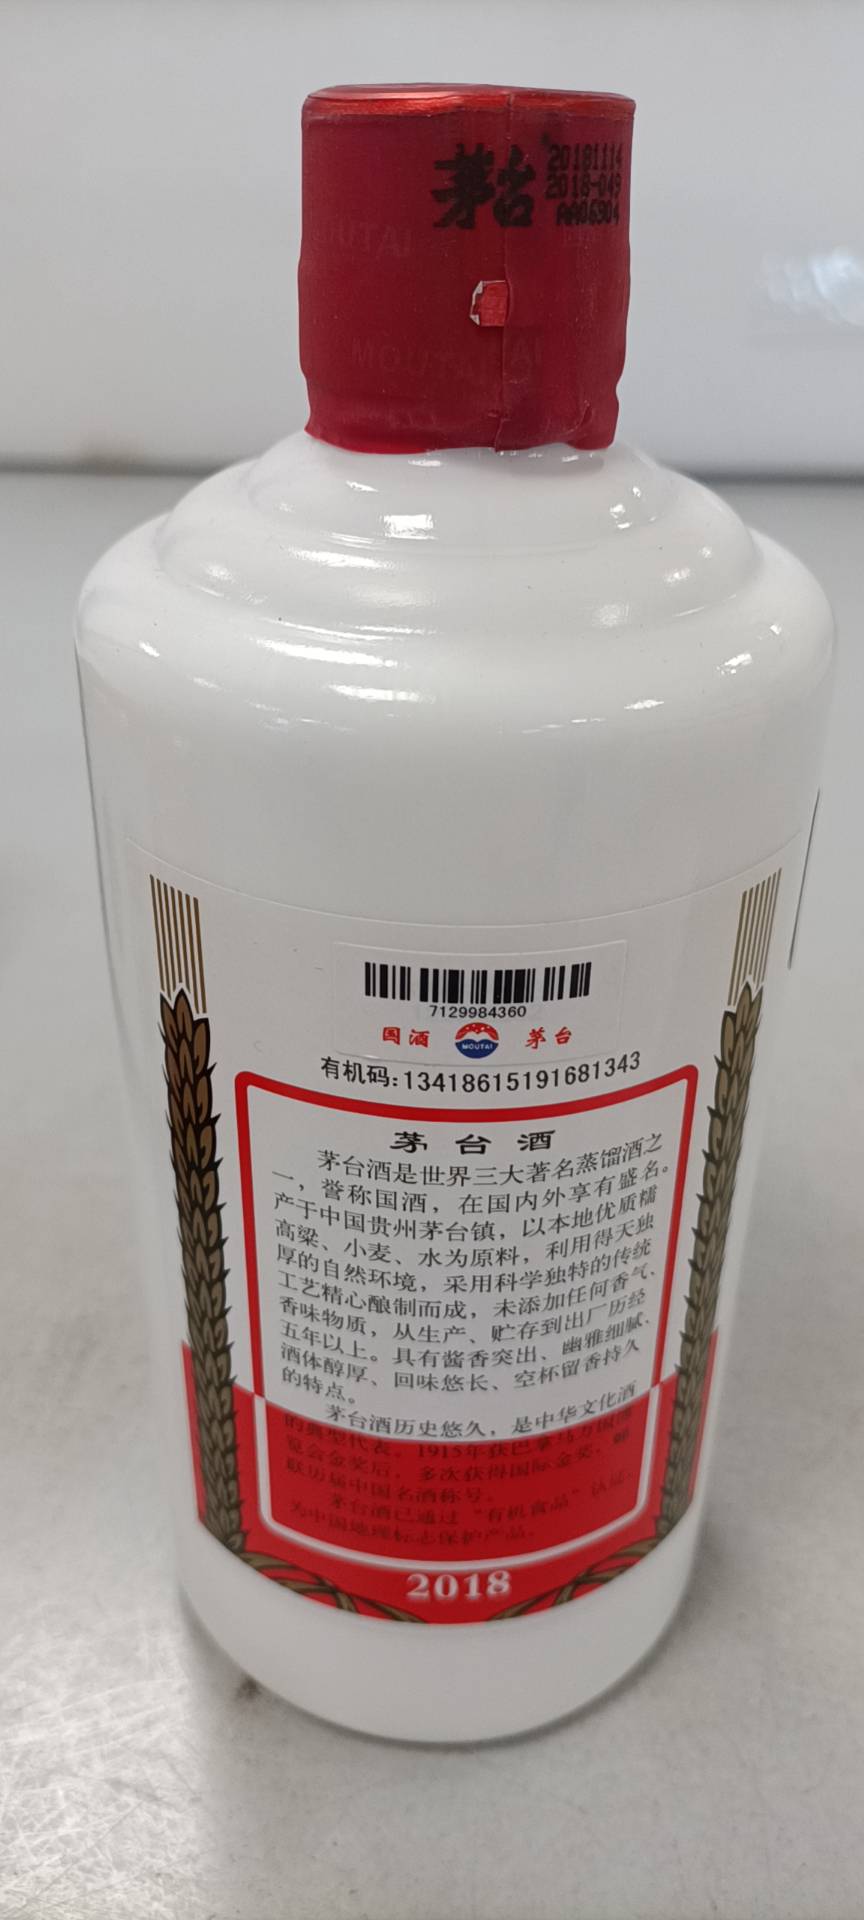 茅台
20181114
2018-049
AA06904
MOUTAI
7129984360
国酒 MOUTAI 茅台
有机码:13418615191681343
茅台酒
茅台酒是世界三大著名蒸馏酒之
一，誉称国酒，在国内外享有盛名。
产于中国贵州茅台镇，以本地优质糯
高粱、小麦、水为原料，利用得天独
厚的自然环境，采用科学独特的传统
工艺精心酿制而成，未添加任何香气、
香味物质，从生产、贮存到出厂历经
五年以上。具有酱香突出、幽雅细腻、
酒体醇厚、回味悠长、空杯留香持久
的特点。
茅台酒历史悠久，是中华文化酒
的典型代表。1915年获巴拿马万国博
览会金奖后，多次获得国际金奖，蝉
联历届中国名酒称号。
茅台酒已通过“有机食品”认证，
为中国地理标志保护产品。
2018